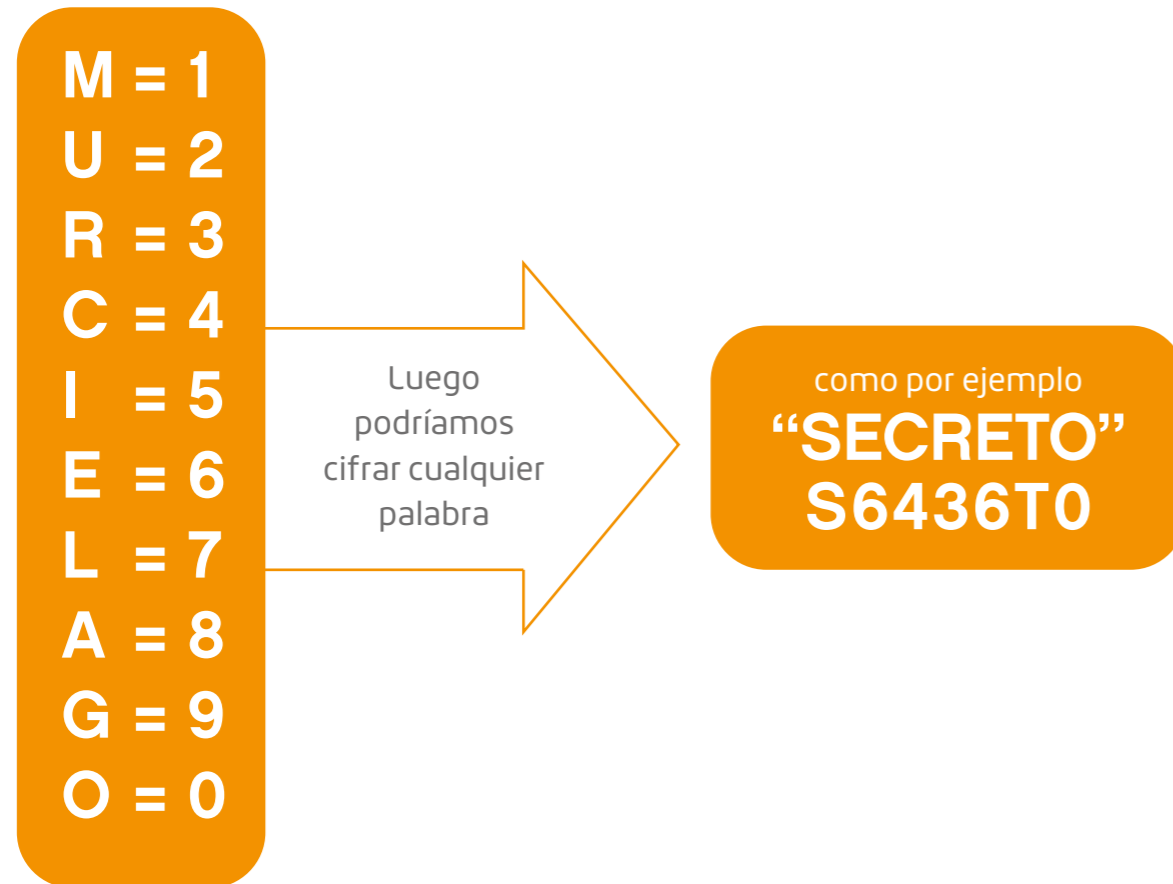 M = 1
U = 2
R = 3
C = 4
I = 5
E = 6
L = 7
A = 8
G = 9
O = 0
Luego
podríamos
cifrar cualquier
palabra
como por ejemplo
“SECRETO”
S6436T0